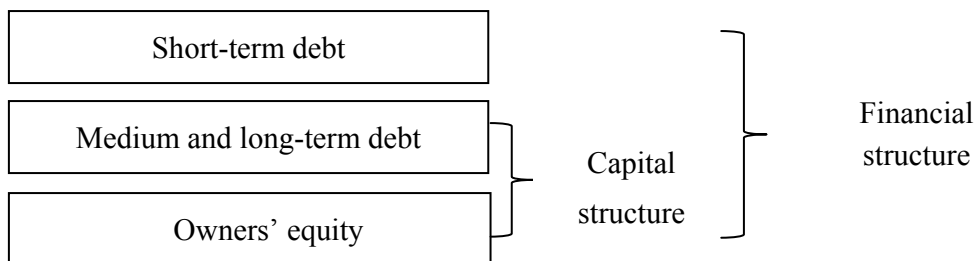 Short-term debt
Medium and long-term debt
Owners’ equity
Capital
structure
Financial
structure